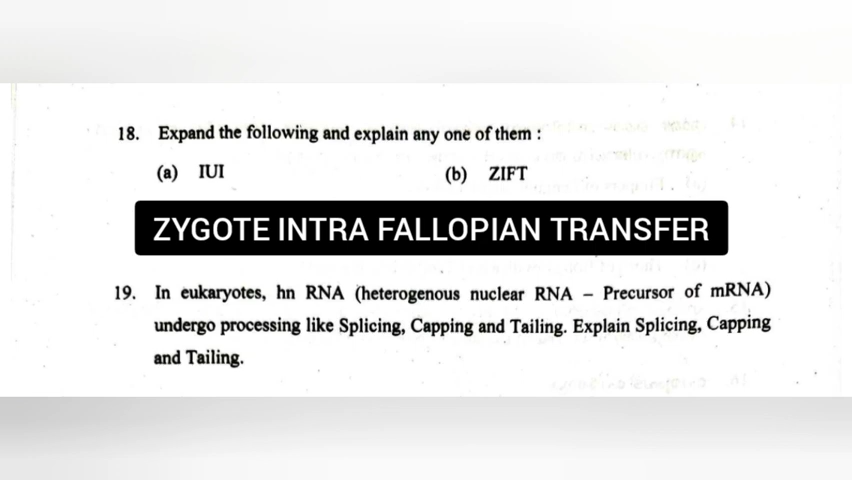 18. Expand the following and explain any one of them :
(a) IUI (b) ZIFT
ZYGOTE INTRA FALLOPIAN TRANSFER
19. In eukaryotes, hn RNA (heterogenous nuclear RNA – Precursor of mRNA)
undergo processing like Splicing, Capping and Tailing. Explain Splicing, Capping
and Tailing.